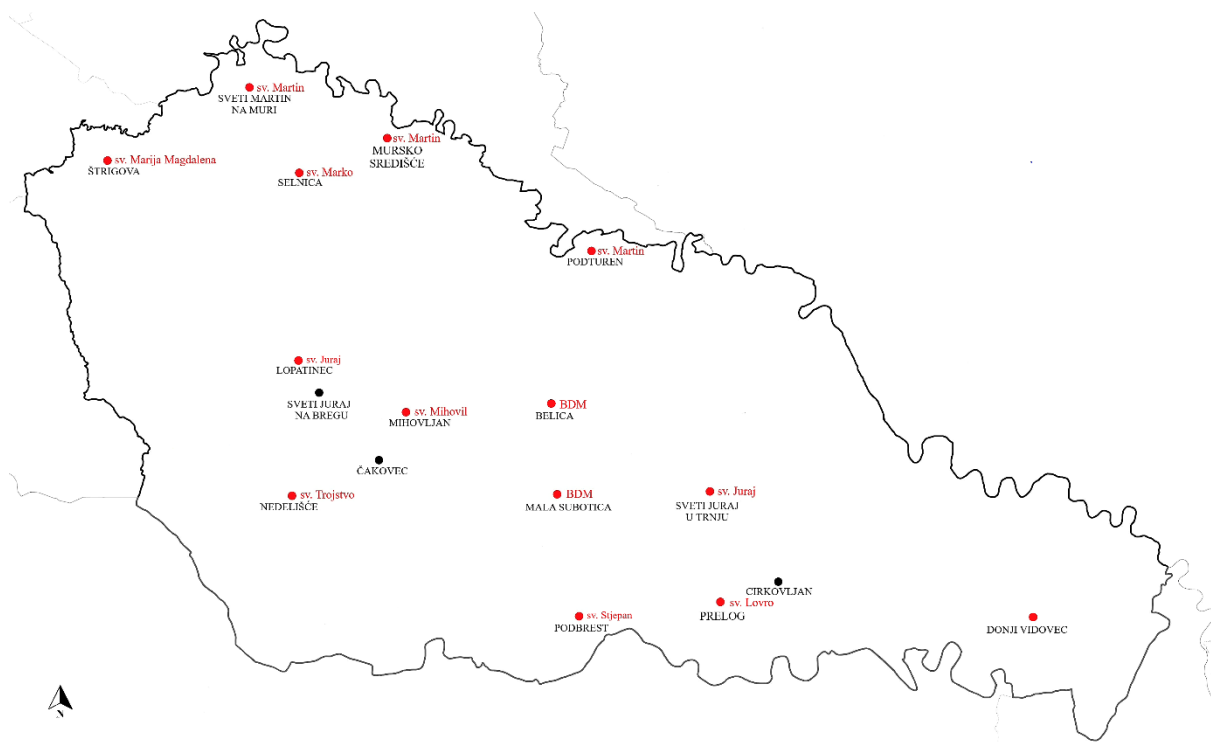 sv. Martin
SVETI MARTIN
NA MURI
sv. Martin
MURSKO
SREDIŠĆE
sv. Marija Magdalena
ŠTRIGOVA
sv. Marko
SELNICA
sv. Martin
PODTUREN
sv. Juraj
LOPATINEC
SVETI JURAJ
NA BREGU
sv. Mihovil
MIHOVLJAN
BDM
BELICA
ČAKOVEC
sv. Trojstvo
NEDELIŠĆE
BDM
MALA SUBOTICA
sv. Juraj
SVETI JURAJ
U TRNJU
CIRKOVLJAN
sv. Lovro
PRELOG
sv. Stjepan
PODBREST
DONJI VIDOVEC
N